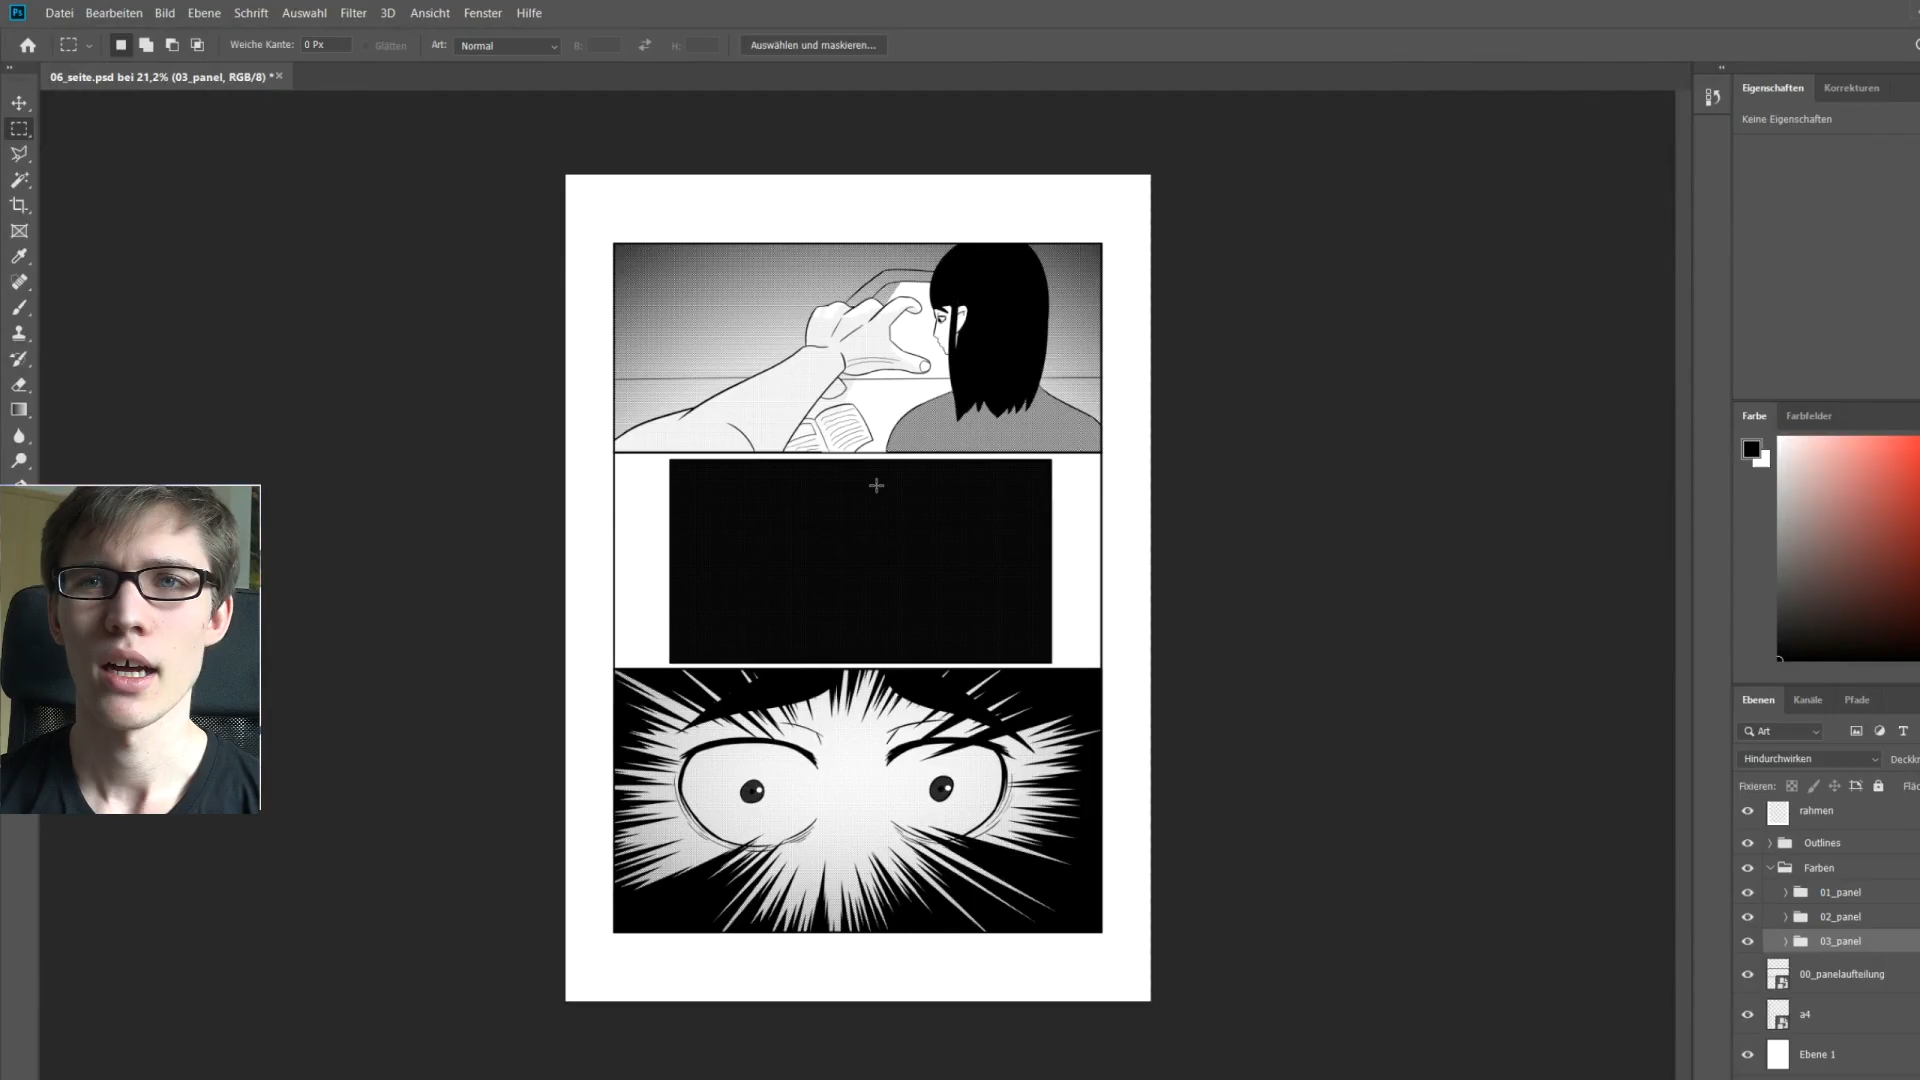 Ps Datei Bearbeiten Bild Ebene Schrift Auswahl Filter 3D Ansicht Fenster Hilfe
Weiche Kante: 0 Px Glätten Art: Normal B: H: Auswählen und maskieren...
06_seite.psd bei 21,2% (03_panel, RGB/8) *
Eigenschaften Korrekturen
Keine Eigenschaften
Farbe Farbfelder
Ebenen Kanäle Pfade
Art
Hindurchwirken Deckkr
Fixieren: Fläc
rahmen
Outlines
Farben
01_panel
02_panel
03_panel
00_panelaufteilung
a4
Ebene 1